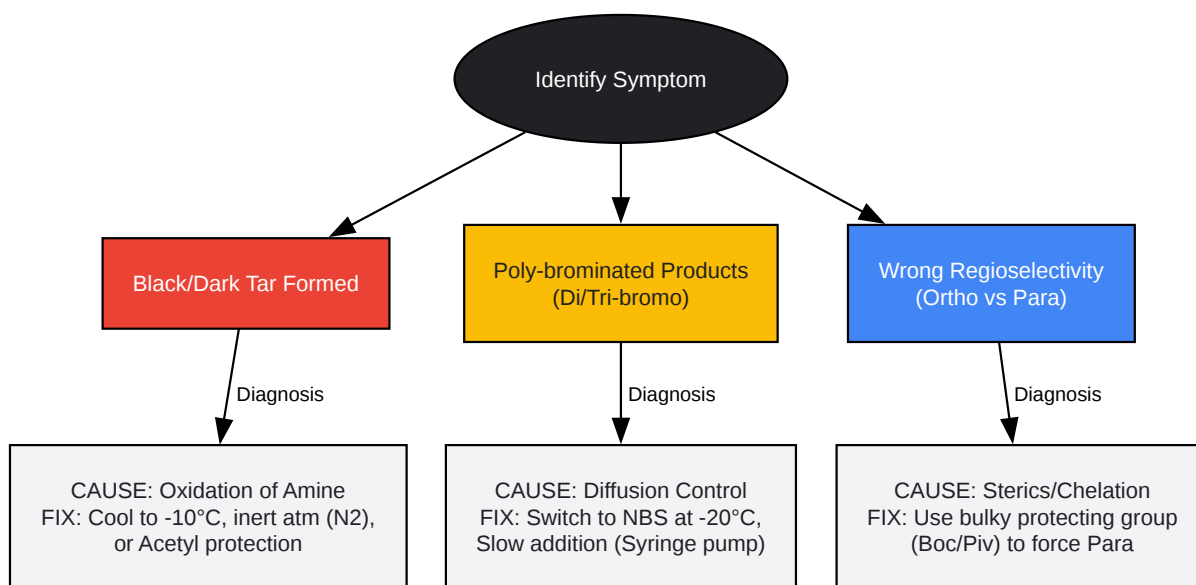 Identify Symptom
Black/Dark Tar Formed
Poly-brominated Products
(Di/Tri-bromo)
Wrong Regioselectivity
(Ortho vs Para)
Diagnosis
Diagnosis
Diagnosis
CAUSE: Oxidation of Amine
FIX: Cool to -10°C, inert atm (N2),
or Acetyl protection
CAUSE: Diffusion Control
FIX: Switch to NBS at -20°C,
Slow addition (Syringe pump)
CAUSE: Sterics/Chelation
FIX: Use bulky protecting group
(Boc/Piv) to force Para